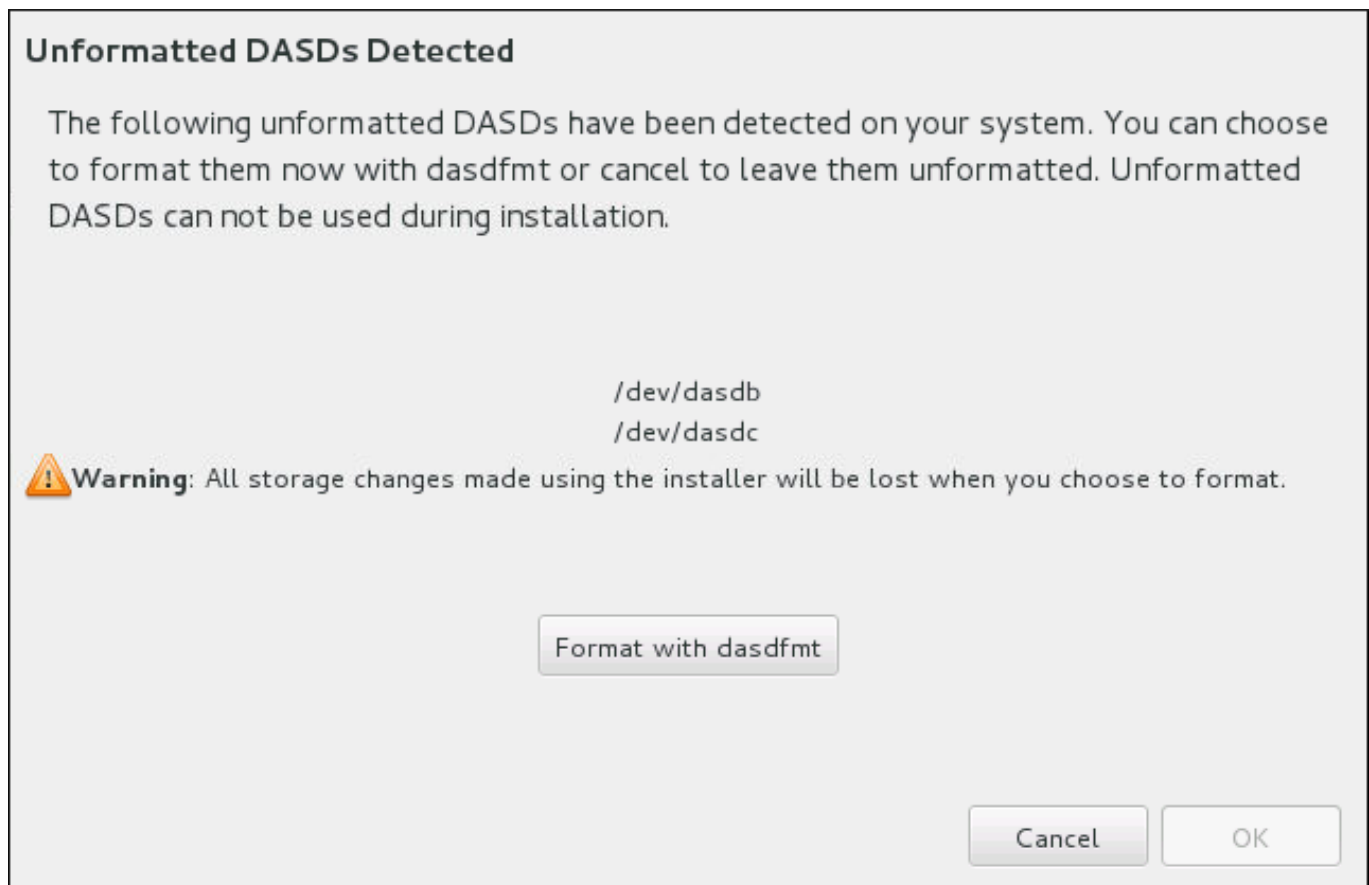 Unformatted DASDs Detected
The following unformatted DASDs have been detected on your system. You can choose
to format them now with dasdfmt or cancel to leave them unformatted. Unformatted
DASDs can not be used during installation.
/dev/dasdb
/dev/dasdc
Warning: All storage changes made using the installer will be lost when you choose to format.
Format with dasdfmt
Cancel
OK